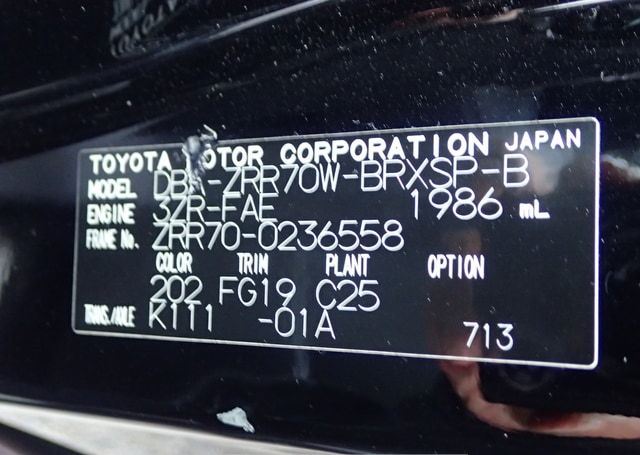 TOYOTA MOTOR CORPORATION JAPAN
MODEL DBA-ZRR70W-BRXSP-B
ENGINE 3ZR-FAE 1986 mL
FRAME No. ZRR70-0236558
COLOR TRIM PLANT OPTION
202 FG19 C25
TRANS./AXLE K111 -01A 713